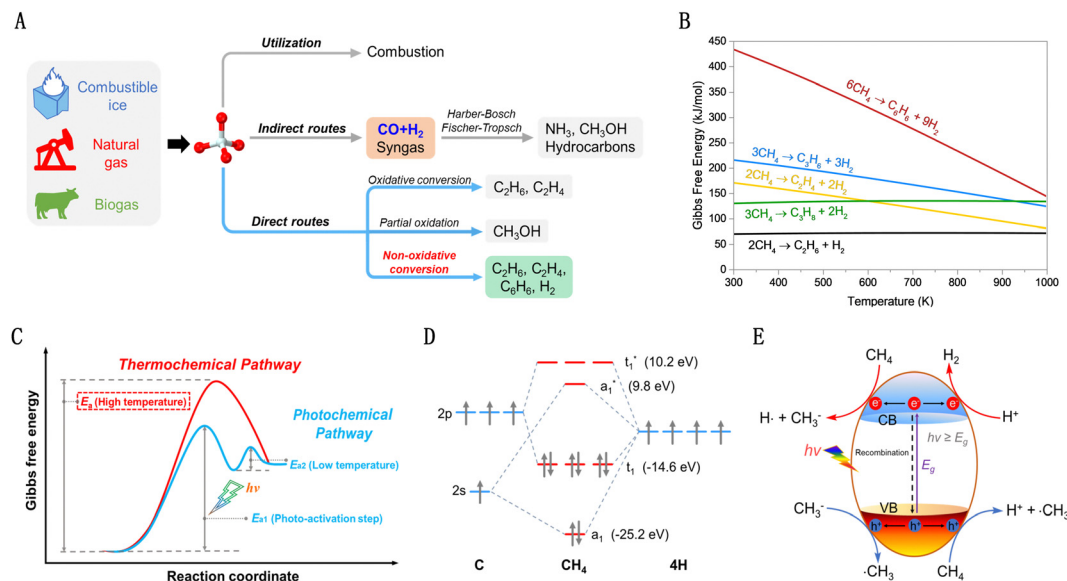 A
Combustible
ice
Natural
gas
Biogas
Utilization
Combustion
Indirect routes
CO+H₂
Syngas
Harber-Bosch
Fischer-Tropsch
NH₃, CH₃OH
Hydrocarbons
Direct routes
Oxidative conversion
C₂H₆, C₂H₄
Partial oxidation
CH₃OH
Non-oxidative
conversion
C₂H₆, C₂H₄,
C₆H₆, H₂
B
Gibbs Free Energy (kJ/mol)
450
400
350
300
250
200
150
100
50
0
6CH₄ → C₆H₆ + 9H₂
3CH₄ → C₃H₆ + 3H₂
2CH₄ → C₂H₄ + 2H₂
3CH₄ → C₃H₈ + 2H₂
2CH₄ → C₂H₆ + H₂
300 400 500 600 700 800 900 1000
Temperature (K)
C
Gibbs free energy
Thermochemical Pathway
Eₐ (High temperature)
Photochemical
Pathway
Eₐ₂ (Low temperature)
hν
Eₐ₁ (Photo-activation step)
Reaction coordinate
D
t₁* (10.2 eV)
a₁* (9.8 eV)
2p
t₁ (-14.6 eV)
2s
a₁ (-25.2 eV)
C CH₄ 4H
E
CH₄
H₂
e⁻ e⁻ e⁻
H· + CH₃⁻
CB
H⁺
hν ≥ E_g
hν
Recombination
E_g
CH₃⁻
VB
H⁺ + ·CH₃
h⁺ h⁺ h⁺
·CH₃
CH₄